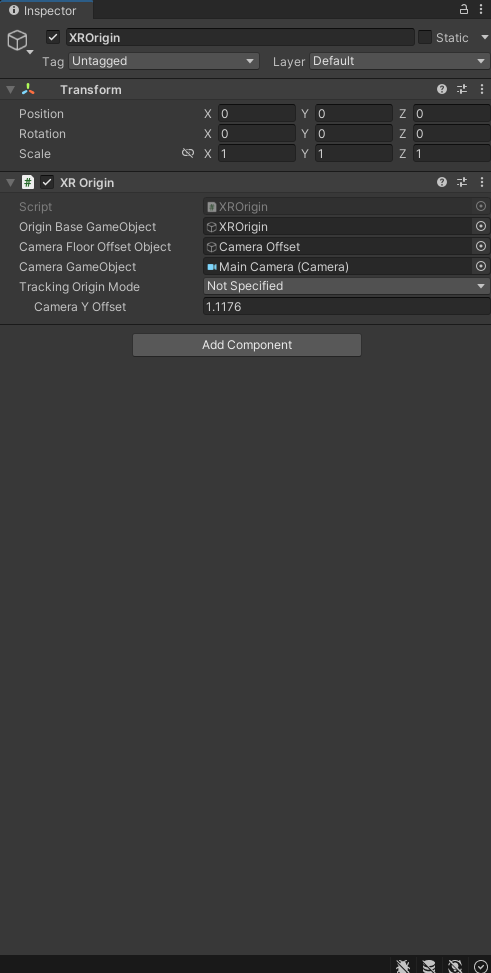 Inspector
XROrigin Static
Tag Untagged Layer Default
Transform
Position X 0 Y 0 Z 0
Rotation X 0 Y 0 Z 0
Scale X 1 Y 1 Z 1
# XR Origin
Script # XROrigin
Origin Base GameObject XROrigin
Camera Floor Offset Object Camera Offset
Camera GameObject Main Camera (Camera)
Tracking Origin Mode Not Specified
Camera Y Offset 1.1176
Add Component